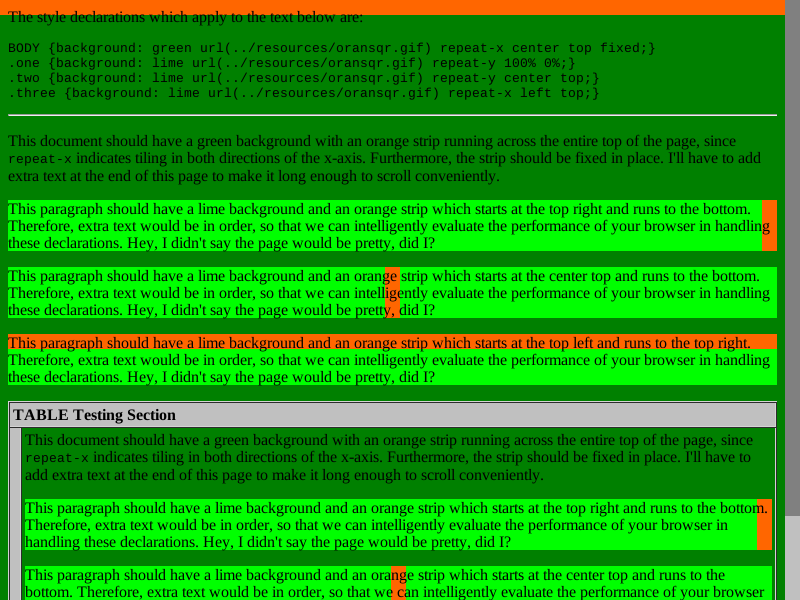 The style declarations which apply to the text below are:
BODY {background: green url(../resources/oransqr.gif) repeat-x center top fixed;}
.one {background: lime url(../resources/oransqr.gif) repeat-y 100% 0%;}
.two {background: lime url(../resources/oransqr.gif) repeat-y center top;}
.three {background: lime url(../resources/oransqr.gif) repeat-x left top;}
This document should have a green background with an orange strip running across the entire top of the page, since
repeat-x indicates tiling in both directions of the x-axis. Furthermore, the strip should be fixed in place. I'll have to add
extra text at the end of this page to make it long enough to scroll conveniently.
This paragraph should have a lime background and an orange strip which starts at the top right and runs to the bottom.
Therefore, extra text would be in order, so that we can intelligently evaluate the performance of your browser in handling
these declarations. Hey, I didn't say the page would be pretty, did I?
This paragraph should have a lime background and an orange strip which starts at the center top and runs to the bottom.
Therefore, extra text would be in order, so that we can intelligently evaluate the performance of your browser in handling
these declarations. Hey, I didn't say the page would be pretty, did I?
This paragraph should have a lime background and an orange strip which starts at the top left and runs to the top right.
Therefore, extra text would be in order, so that we can intelligently evaluate the performance of your browser in handling
these declarations. Hey, I didn't say the page would be pretty, did I?
TABLE Testing Section
This document should have a green background with an orange strip running across the entire top of the page, since
repeat-x indicates tiling in both directions of the x-axis. Furthermore, the strip should be fixed in place. I'll have to
add extra text at the end of this page to make it long enough to scroll conveniently.
This paragraph should have a lime background and an orange strip which starts at the top right and runs to the bottom.
Therefore, extra text would be in order, so that we can intelligently evaluate the performance of your browser in
handling these declarations. Hey, I didn't say the page would be pretty, did I?
This paragraph should have a lime background and an orange strip which starts at the center top and runs to the
bottom. Therefore, extra text would be in order, so that we can intelligently evaluate the performance of your browser